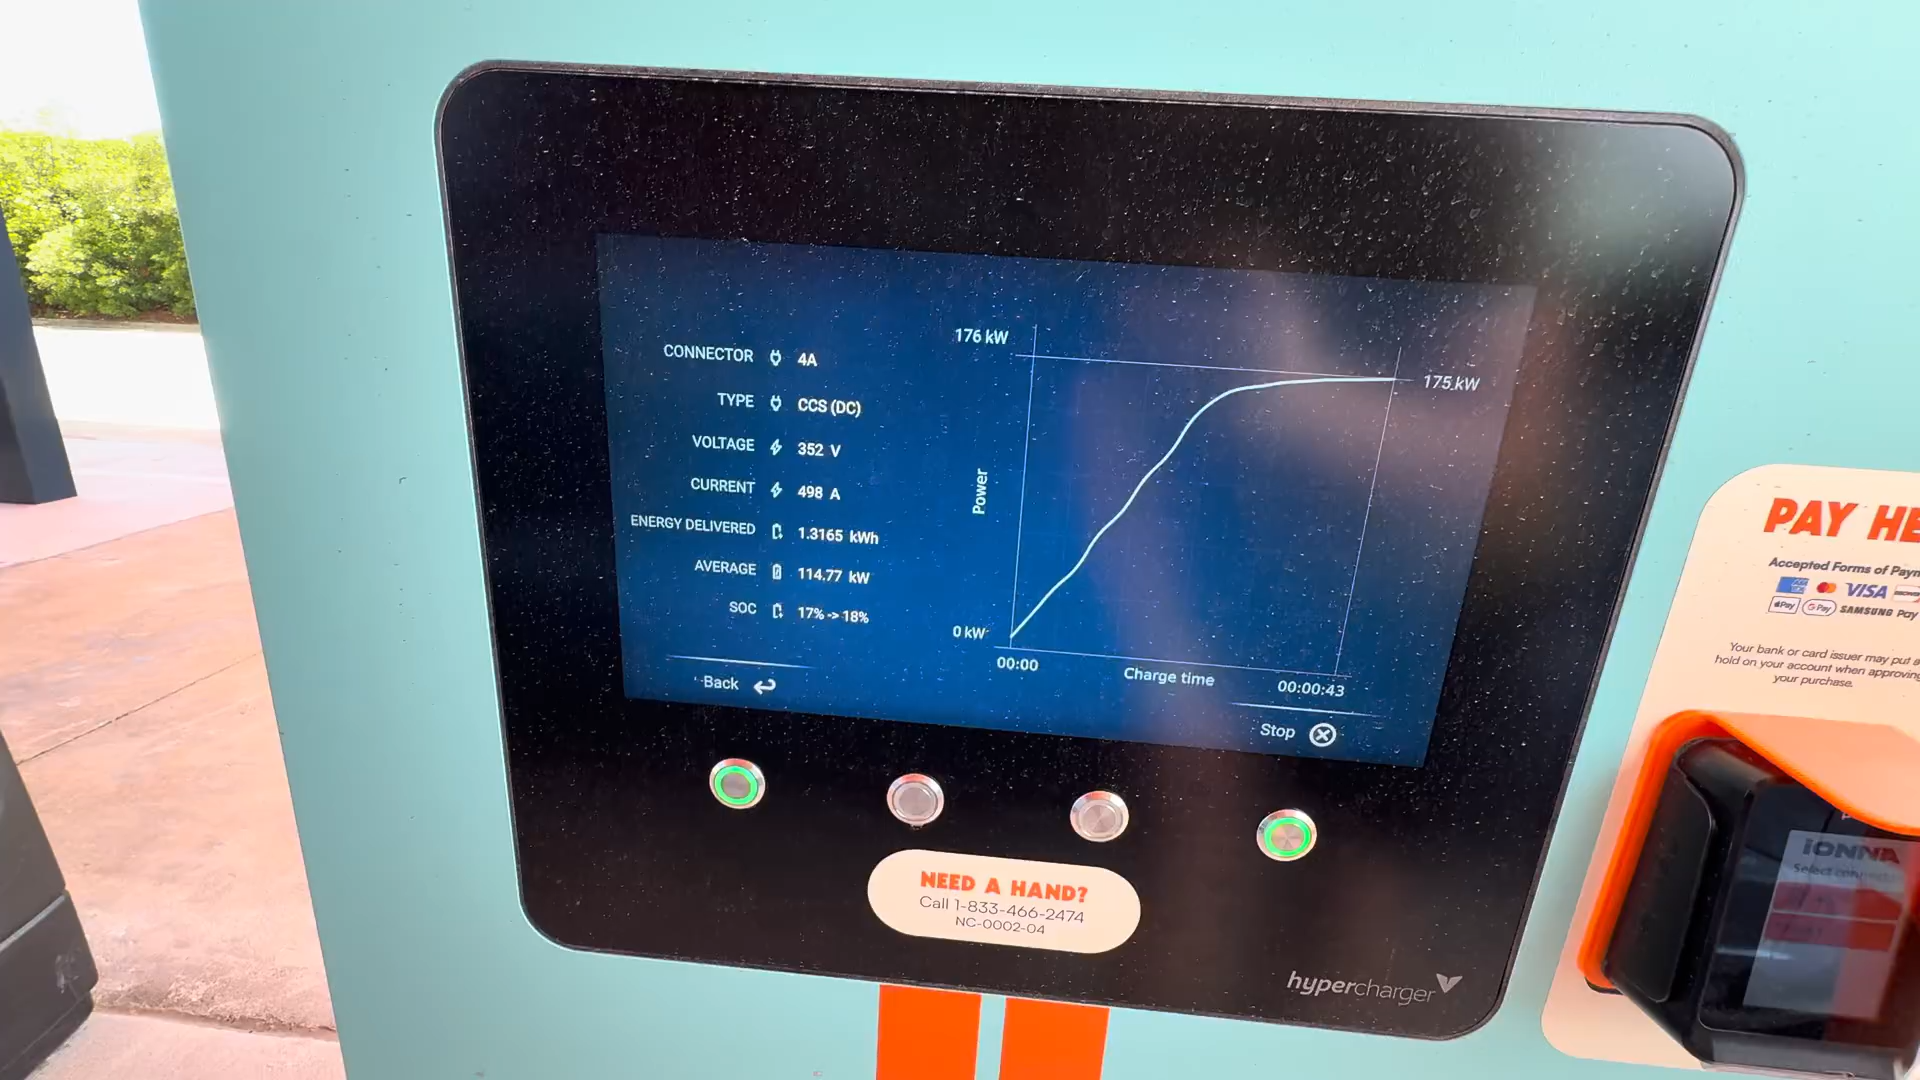 CONNECTOR 4A
TYPE CCS (DC)
VOLTAGE 352 V
CURRENT 498 A
ENERGY DELIVERED 1.3165 kWh
AVERAGE 114.77 kW
SOC 17% -> 18%
Back
176 kW
175 kW
Power
0 kW
00:00
Charge time
00:00:43
Stop
NEED A HAND?
Call 1-833-466-2474
NC-0002-04
hypercharger
PAY HE
Accepted Forms of Paym
VISA
Pay
G Pay
SAMSUNG Pay
Your bank or card issuer may put a
hold on your account when approving
your purchase.
IONNA
Select